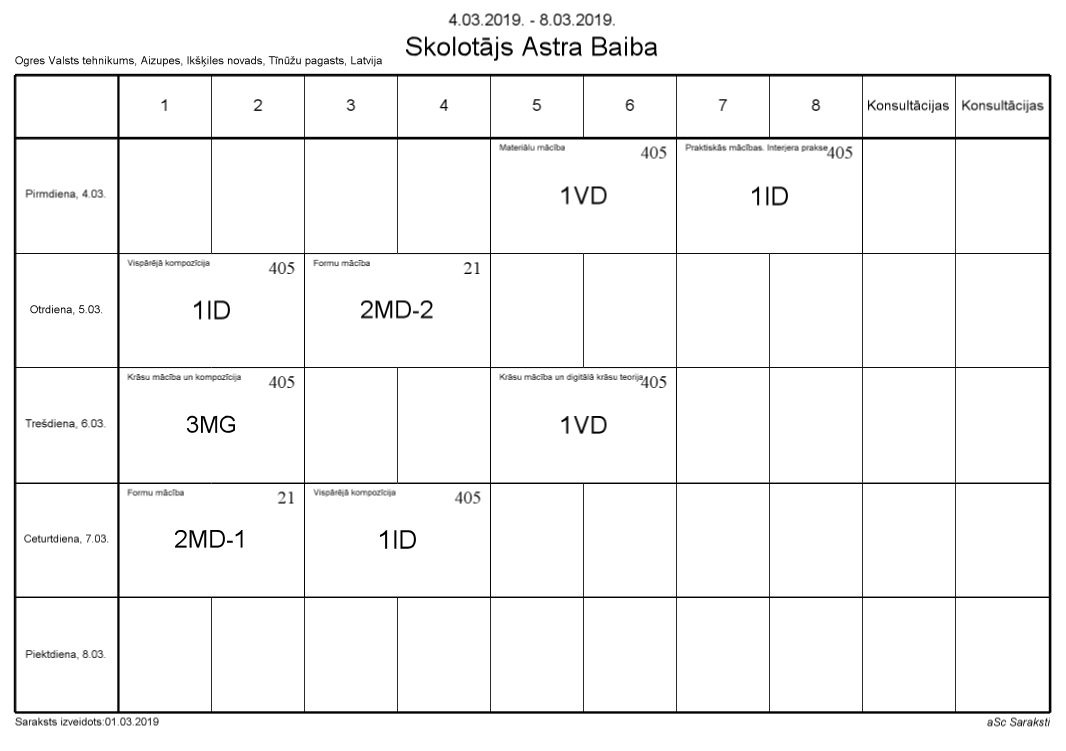 4.03.2019. - 8.03.2019.
Skolotājs Astra Baiba
Ogres Valsts tehnikums, Aizupes, Ikšķiles novads, Tīnūžu pagasts, Latvija
1 2 3 4 5 6 7 8 Konsultācijas Konsultācijas
Pirmdiena, 4.03.
Materiālu mācība 405
1VD
Praktiskās mācības. Interjera prakse 405
1ID
Otrdiena, 5.03.
Vispārējā kompozīcija 405
1ID
Formu mācība 21
2MD-2
Trešdiena, 6.03.
Krāsu mācība un kompozīcija 405
3MG
Krāsu mācība un digitālā krāsu teorija 405
1VD
Ceturtdiena, 7.03.
Formu mācība 21
2MD-1
Vispārējā kompozīcija 405
1ID
Piektdiena, 8.03.
Saraksts izveidots:01.03.2019
aSc Saraksti